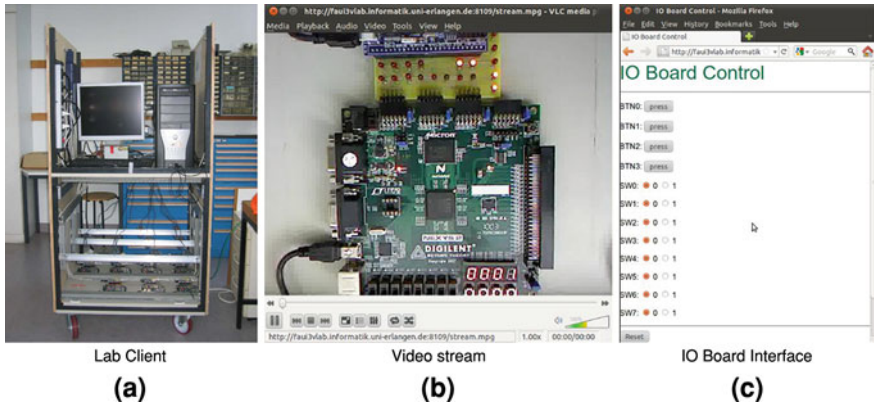 http://faui3vlab.informatik.uni-erlangen.de:8109/stream.mpg - VLC media
Media Playback Audio Video Tools View Help
MICRON
DIGILENT
http://faui3vlab.informatik.uni-erlangen.de:8109/stream.mpg 1.00x 00:00/00:00
IO Board Control - Mozilla Firefox
File Edit View History Bookmarks Tools Help
IO Board Control
http://faui3vlab.informatik Google
IO Board Control
BTN0: press
BTN1: press
BTN2: press
BTN3: press
SW0: 0 1
SW1: 0 1
SW2: 0 1
SW3: 0 1
SW4: 0 1
SW5: 0 1
SW6: 0 1
SW7: 0 1
Reset
Lab Client
Video stream
IO Board Interface
(a)
(b)
(c)